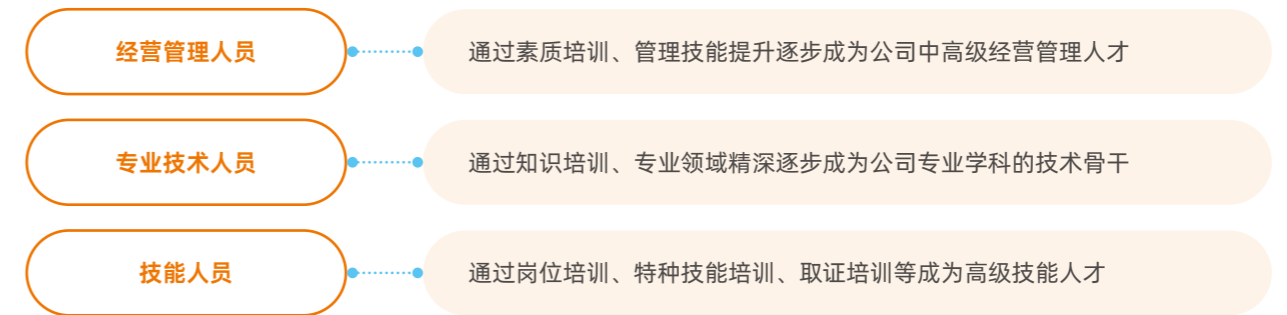 经营管理人员
通过素质培训、管理技能提升逐步成为公司中高级经营管理人才
专业技术人员
通过知识培训、专业领域精深逐步成为公司专业学科的技术骨干
技能人员
通过岗位培训、特种技能培训、取证培训等成为高级技能人才